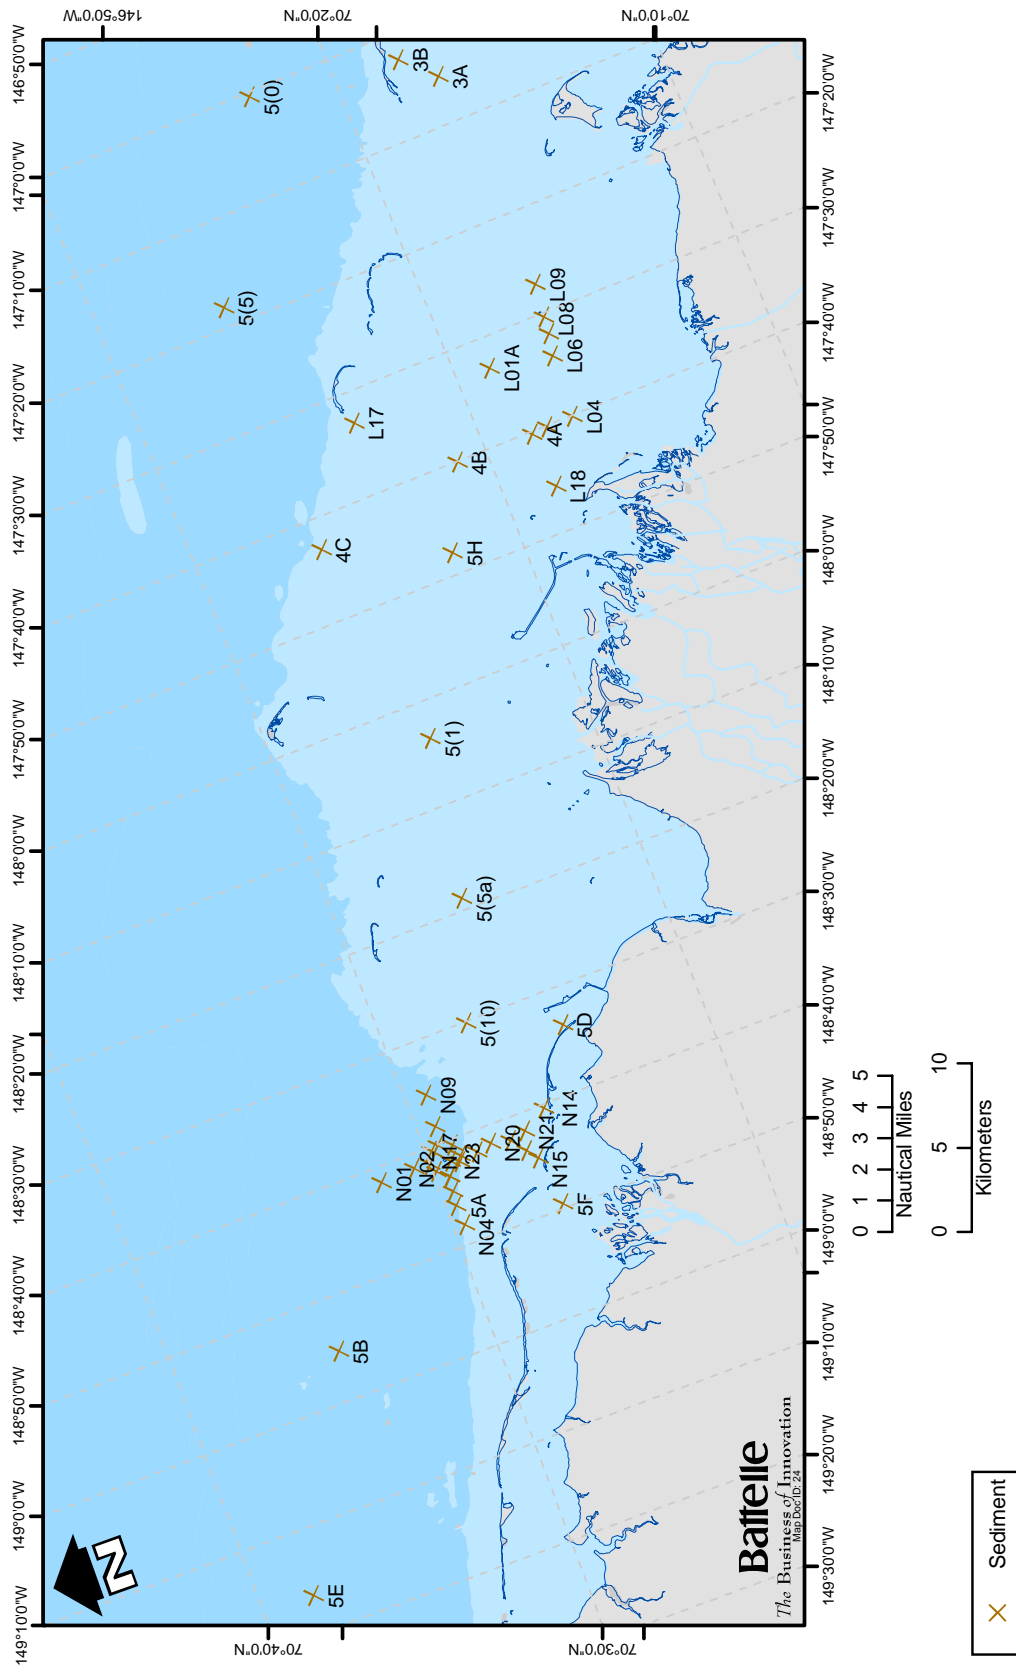 149°10'0"W
149°0'0"W
148°50'0"W
148°40'0"W
148°30'0"W
148°20'0"W
148°10'0"W
148°0'0"W
147°50'0"W
147°40'0"W
147°30'0"W
147°20'0"W
147°10'0"W
147°0'0"W
146°50'0"W
146°50'0"W
70°20'0"N
70°10'0"N
70°40'0"N
70°30'0"N
N
5E
5B
N01
N02
N17
N09
N23
5A
N04
N20
N21
N14
N15
5F
5D
5(10)
5(5a)
5(1)
4C
5H
4B
L17
L18
4A
L04
L01A
L06
L08
L09
5(5)
5(0)
3B
3A
149°30'0"W
149°20'0"W
149°10'0"W
149°0'0"W
148°50'0"W
148°40'0"W
148°30'0"W
148°20'0"W
148°10'0"W
148°0'0"W
147°50'0"W
147°40'0"W
147°30'0"W
147°20'0"W
Battelle
The Business of Innovation
Map Doc ID: 24
0 1 2 3 4 5
Nautical Miles
0 5 10
Kilometers
Sediment